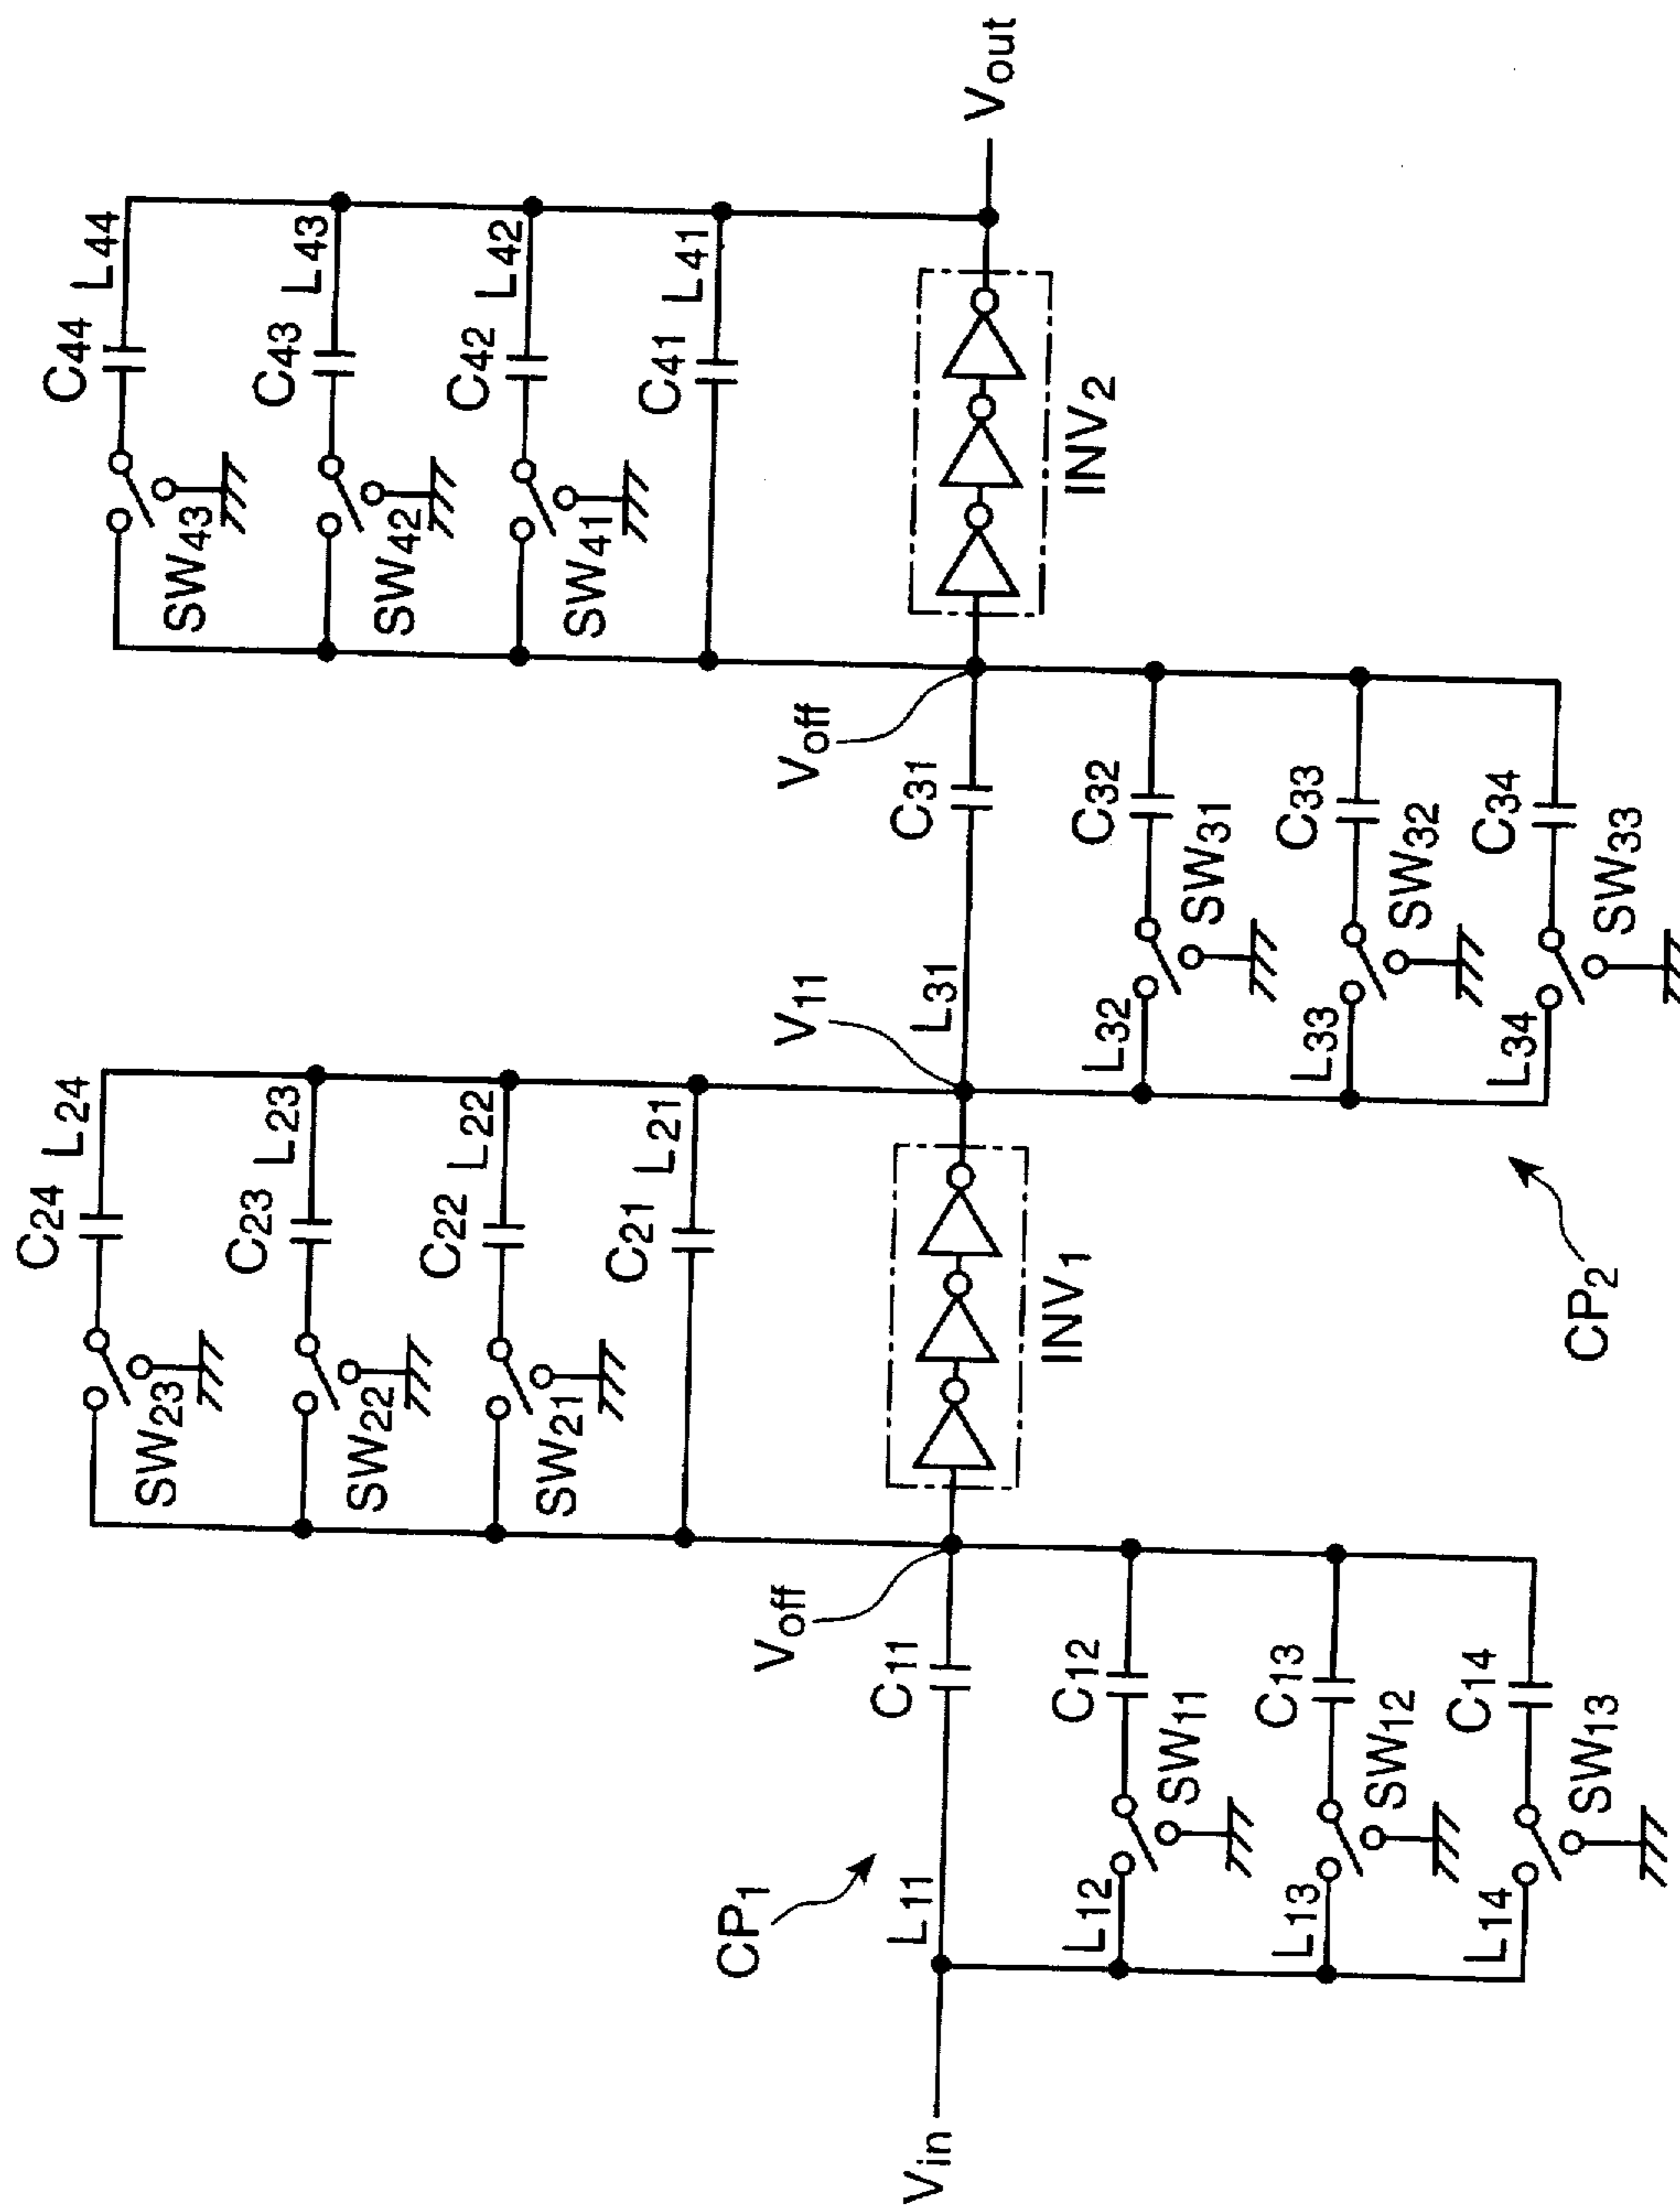 C24 L24
C44 L44
SW23
SW43
C23 L23
C43 L43
SW22
SW42
C22 L22
C42 L42
SW21
SW41
C21 L21
C41 L41
CP1
Voff
V11
Voff
Vin
L11
C11
INV1
L31
C31
INV2
Vout
L12
C12
SW11
L32
C32
SW31
L13
C13
SW12
L33
C33
SW32
L14
C14
SW13
L34
C34
SW33
CP2